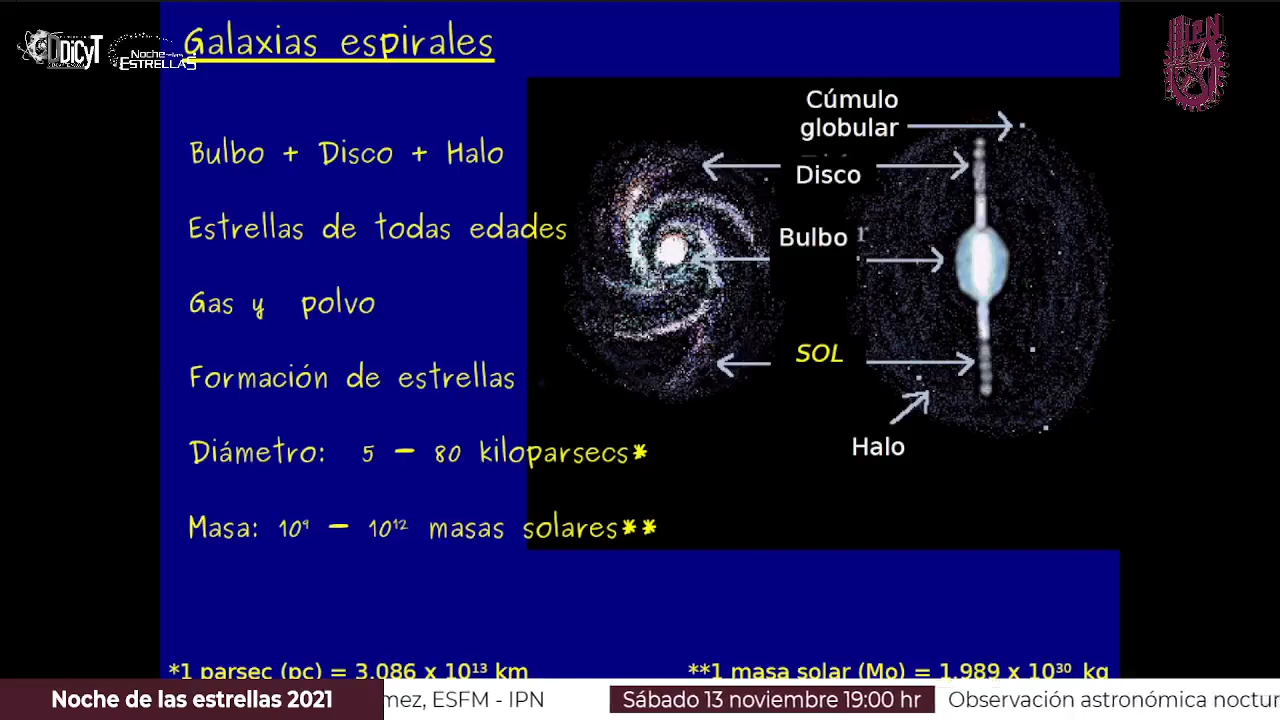 Galaxias espirales
DDicyT
Noche de las
ESTRELLAS
IPN
Bulbo + Disco + Halo
Estrellas de todas edades
Gas y polvo
Formación de estrellas
Diámetro: 5 – 80 kiloparsecs*
Masa: 10⁹ – 10¹² masas solares**
Cúmulo
globular
Disco
Bulbo
SOL
Halo
*1 parsec (pc) = 3.086 x 10¹³ km
**1 masa solar (Mo) = 1.989 x 10³⁰ kg
Noche de las estrellas 2021
mez, ESFM - IPN
Sábado 13 noviembre 19:00 hr
Observación astronómica noctur